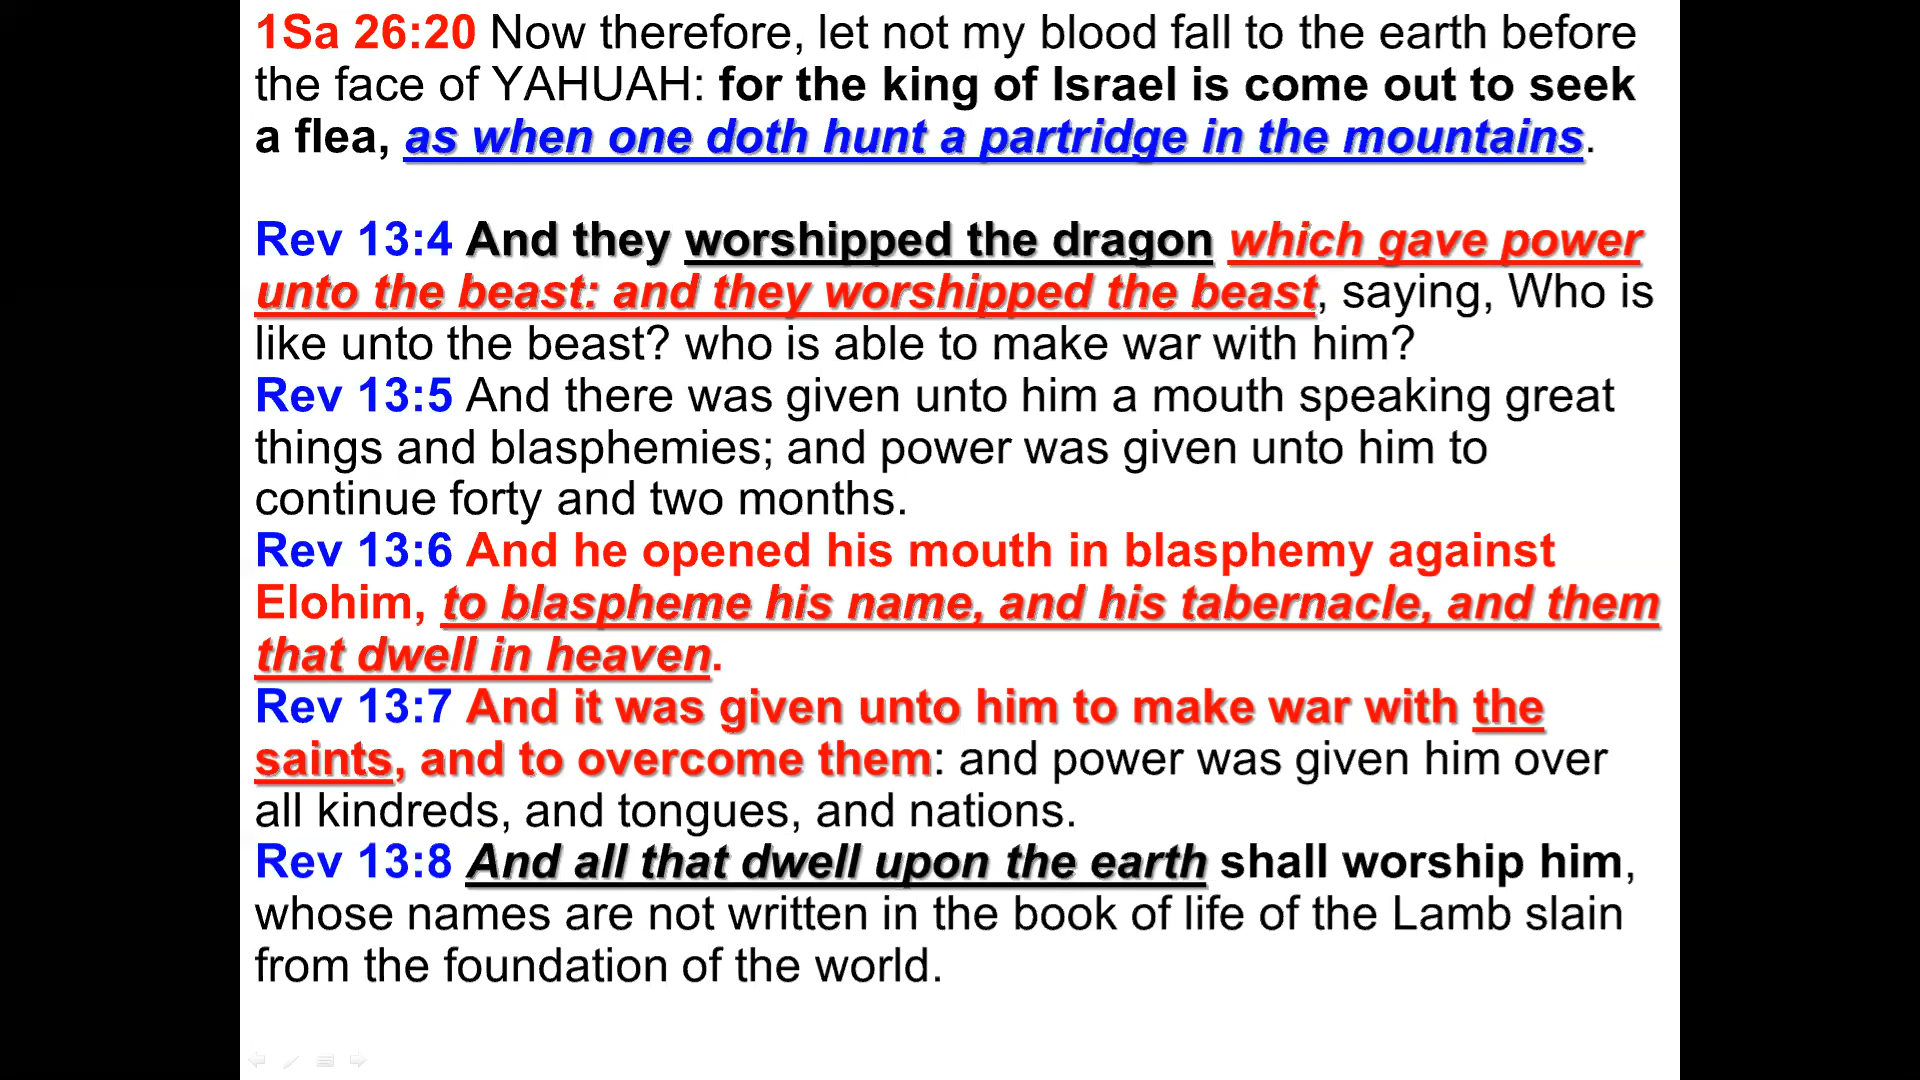 1Sa 26:20 Now therefore, let not my blood fall to the earth before
the face of YAHUAH: for the king of Israel is come out to seek
a flea, as when one doth hunt a partridge in the mountains.
Rev 13:4 And they worshipped the dragon which gave power
unto the beast: and they worshipped the beast, saying, Who is
like unto the beast? who is able to make war with him?
Rev 13:5 And there was given unto him a mouth speaking great
things and blasphemies; and power was given unto him to
continue forty and two months.
Rev 13:6 And he opened his mouth in blasphemy against
Elohim, to blaspheme his name, and his tabernacle, and them
that dwell in heaven.
Rev 13:7 And it was given unto him to make war with the
saints, and to overcome them: and power was given him over
all kindreds, and tongues, and nations.
Rev 13:8 And all that dwell upon the earth shall worship him,
whose names are not written in the book of life of the Lamb slain
from the foundation of the world.